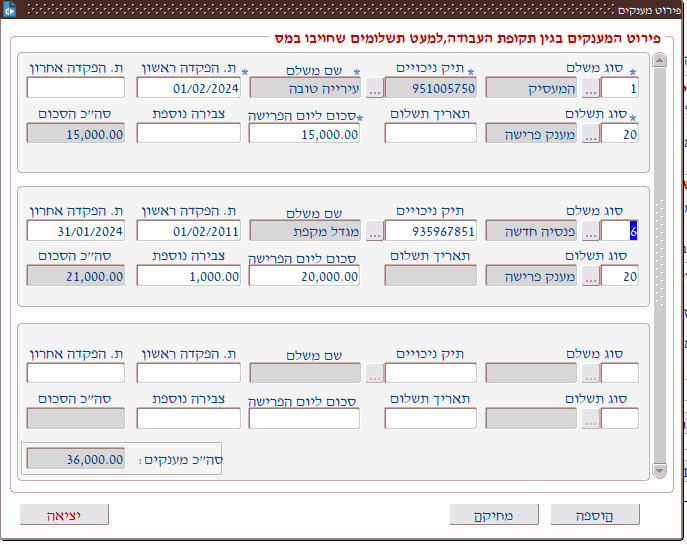 פירוט מענקים
פירוט המענקים בגין תקופת העבודה,למעט תשלומים שחויבו במס
סוג משלם תיק ניכויים שם משלם ת. הפקדה ראשון ת. הפקדה אחרון
* 1 ... המעסיק * 951005750 ... * עירייה טובה * 01/02/2024
סוג תשלום תאריך תשלום סכום ליום הפרישה* צבירה נוספת סה"כ הסכום
* 20 ... מענק פרישה 15,000.00 15,000.00
סוג משלם תיק ניכויים שם משלם ת. הפקדה ראשון ת. הפקדה אחרון
6 ... פנסיה חדשה 935967851 ... מגדל מקפת 01/02/2011 31/01/2024
סוג תשלום תאריך תשלום סכום ליום הפרישה צבירה נוספת סה"כ הסכום
20 ... מענק פרישה 20,000.00 1,000.00 21,000.00
סוג משלם תיק ניכויים שם משלם ת. הפקדה ראשון ת. הפקדה אחרון
... ...
סוג תשלום תאריך תשלום סכום ליום הפרישה צבירה נוספת סה"כ הסכום
...
סה"כ מענקים: 36,000.00
הוספה מחיקה יציאה